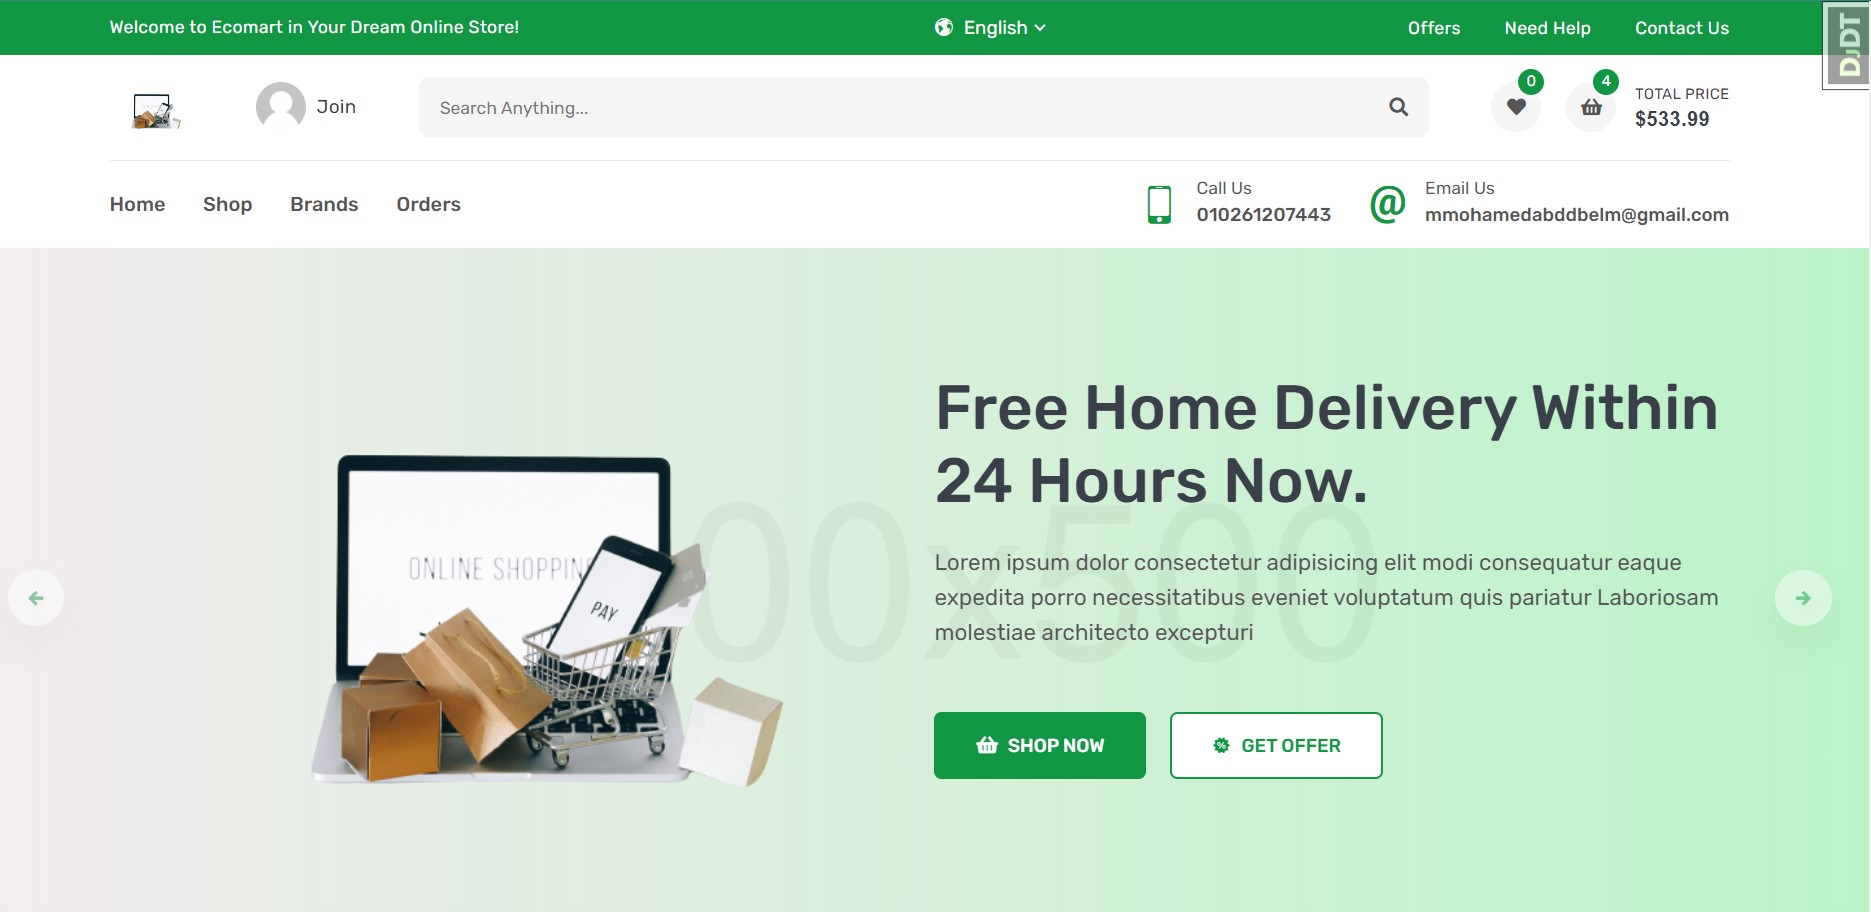 Welcome to Ecomart in Your Dream Online Store!
English
Offers
Need Help
Contact Us
DJDT
Join
Search Anything...
0
4
TOTAL PRICE
$533.99
Home
Shop
Brands
Orders
Call Us
010261207443
Email Us
mmohamedabddbelm@gmail.com
Free Home Delivery Within
24 Hours Now.
Lorem ipsum dolor consectetur adipisicing elit modi consequatur eaque
expedita porro necessitatibus eveniet voluptatum quis pariatur Laboriosam
molestiae architecto excepturi
ONLINE SHOPPING
PAY
00x500
SHOP NOW
GET OFFER